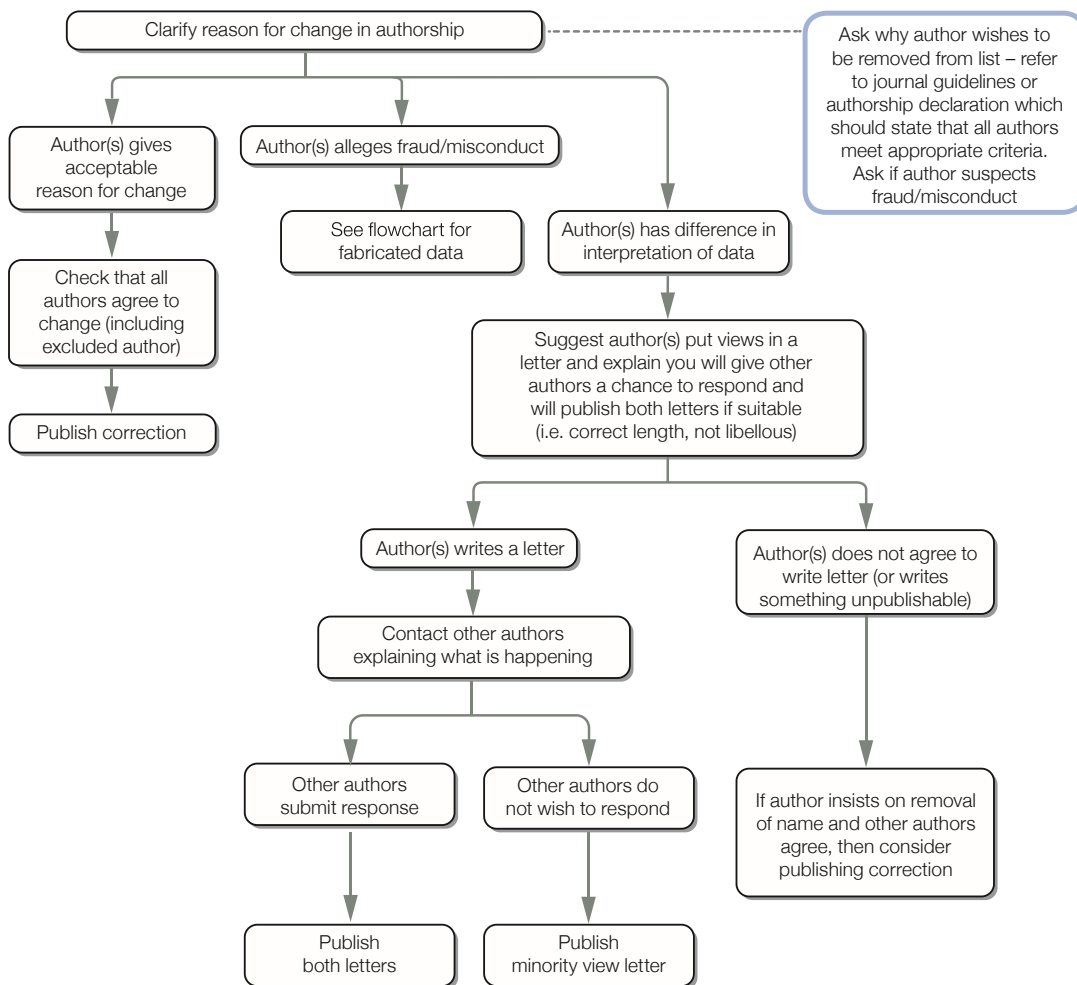 Clarify reason for change in authorship
Ask why author wishes to
be removed from list – refer
to journal guidelines or
authorship declaration which
should state that all authors
meet appropriate criteria.
Ask if author suspects
fraud/misconduct
Author(s) gives
acceptable
reason for change
Author(s) alleges fraud/misconduct
See flowchart for
fabricated data
Author(s) has difference in
interpretation of data
Check that all
authors agree to
change (including
excluded author)
Publish correction
Suggest author(s) put views in a
letter and explain you will give other
authors a chance to respond and
will publish both letters if suitable
(i.e. correct length, not libellous)
Author(s) writes a letter
Author(s) does not agree to
write letter (or writes
something unpublishable)
Contact other authors
explaining what is happening
Other authors
submit response
Other authors do
not wish to respond
If author insists on removal
of name and other authors
agree, then consider
publishing correction
Publish
both letters
Publish
minority view letter